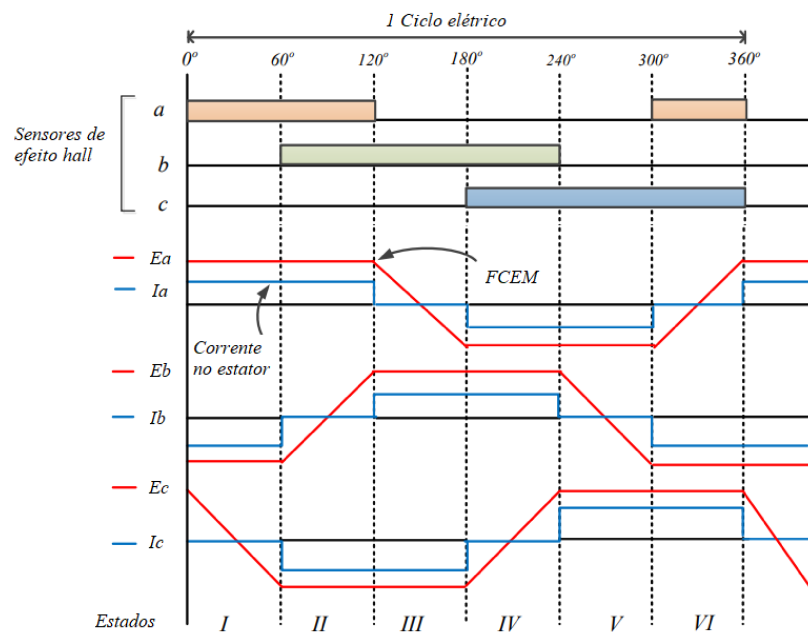 1 Ciclo elétrico
0º 60º 120º 180º 240º 300º 360º
Sensores de
efeito hall
a
b
c
Ea
FCEM
Ia
Corrente
no estator
Eb
Ib
Ec
Ic
Estados I II III IV V VI